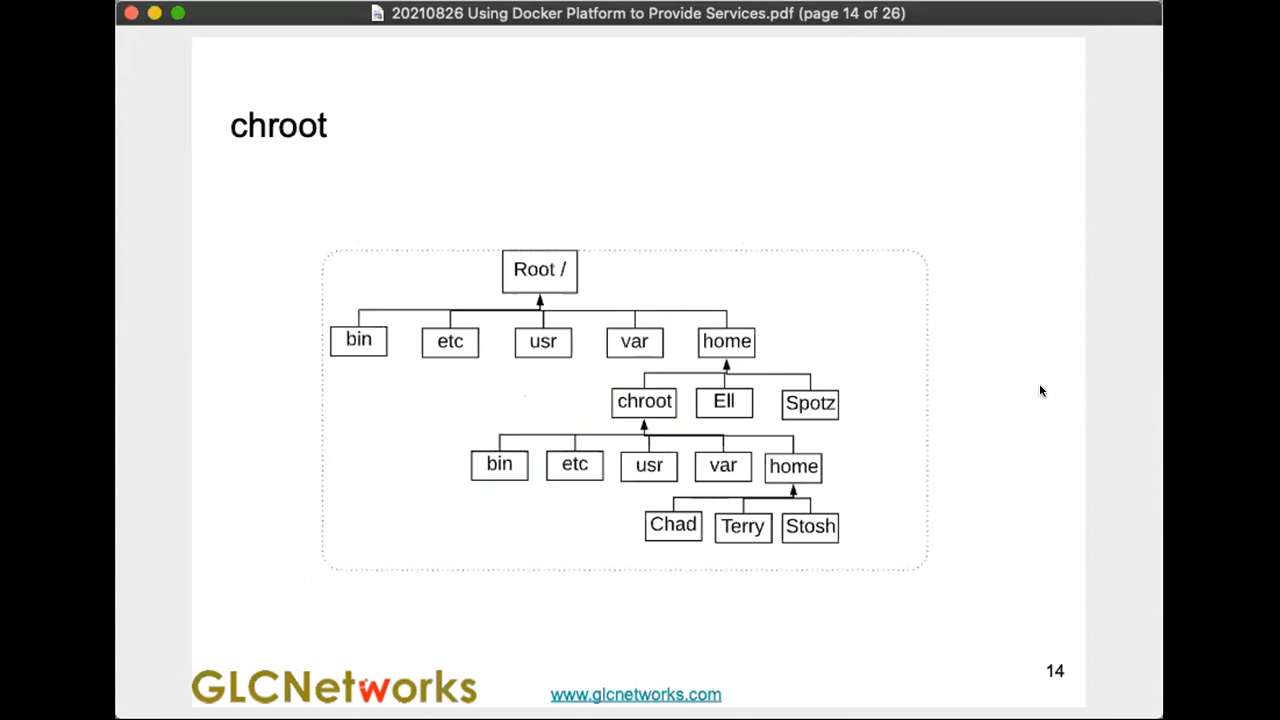 20210826 Using Docker Platform to Provide Services.pdf (page 14 of 26)
chroot
Root /
bin etc usr var home
chroot Ell Spotz
bin etc usr var home
Chad Terry Stosh
14
GLCNetworks www.glcnetworks.com